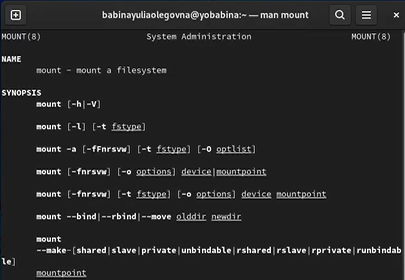 babinayuliaolegovna@yobabina:~ — man mount
MOUNT(8) System Administration MOUNT(8)
NAME
mount - mount a filesystem
SYNOPSIS
mount [-h|-V]
mount [-l] [-t fstype]
mount -a [-fFnrsvw] [-t fstype] [-O optlist]
mount [-fnrsvw] [-o options] device|mountpoint
mount [-fnrsvw] [-t fstype] [-o options] device mountpoint
mount --bind|--rbind|--move olddir newdir
mount
--make-[shared|slave|private|unbindable|rshared|rslave|rprivate|runbindab
le]
mountpoint